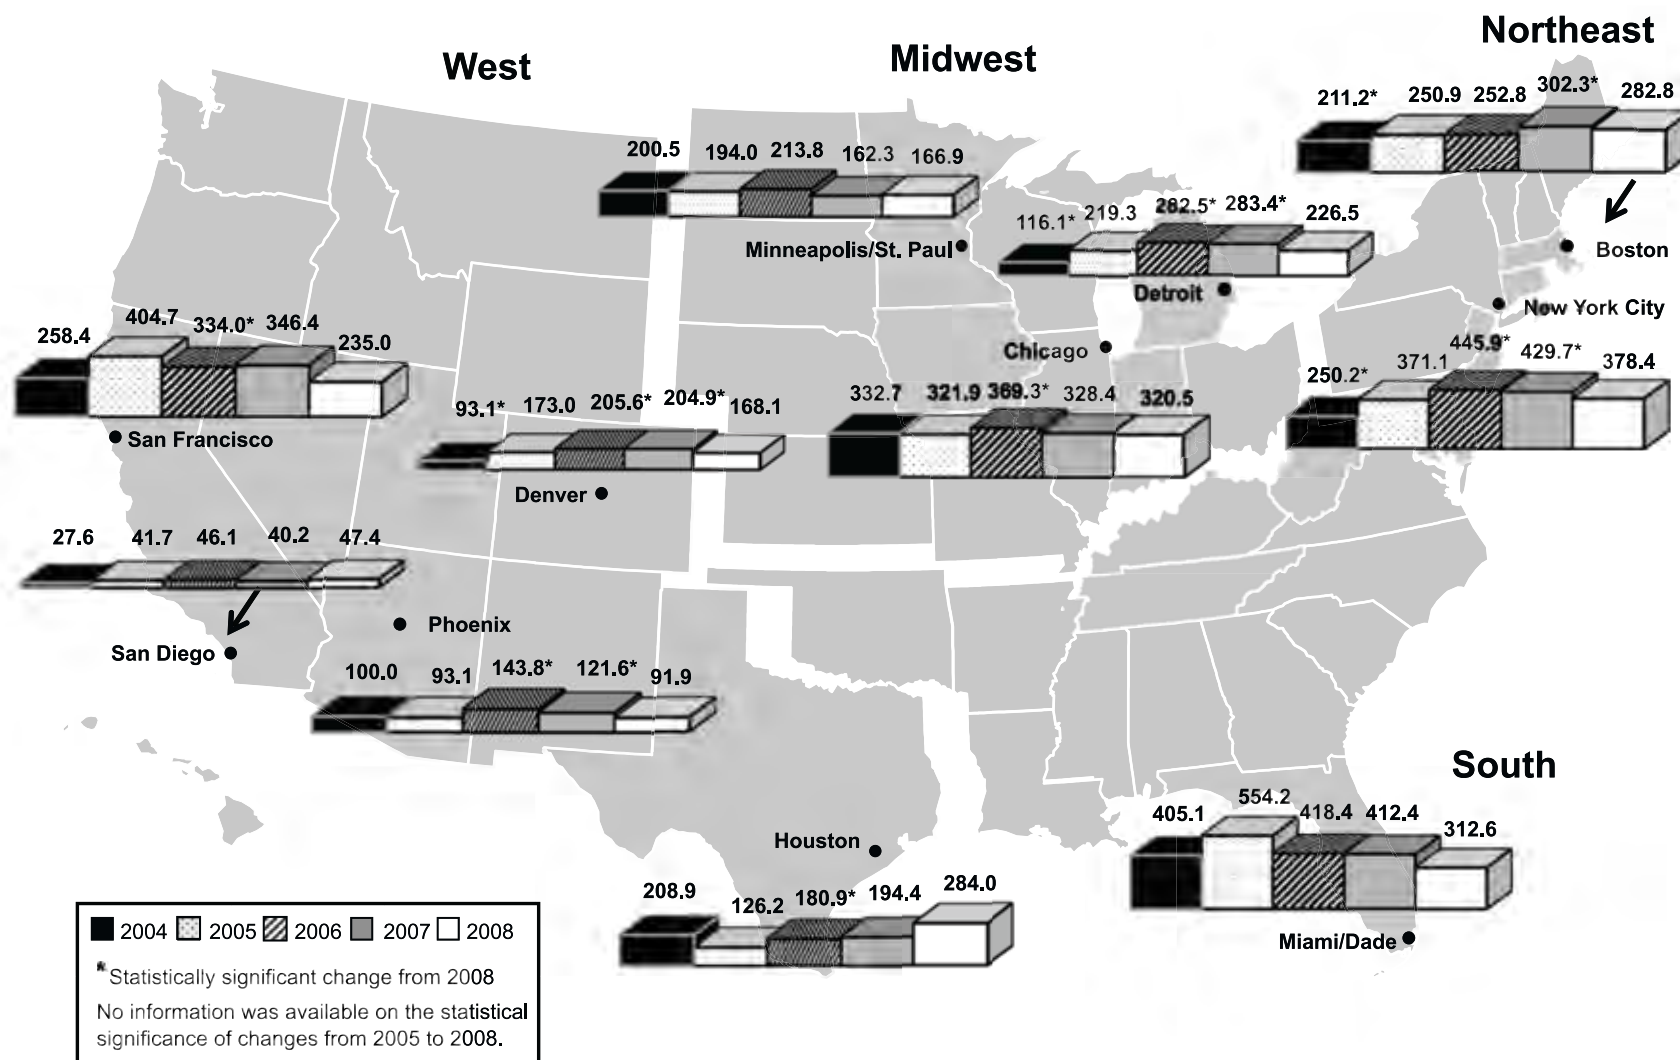 Northeast
West
Midwest
211.2* 250.9 252.8 302.3* 282.8
200.5 194.0 213.8 162.3 166.9
Minneapolis/St. Paul
116.1* 219.3 282.5* 283.4* 226.5
Detroit
Boston
New York City
258.4 404.7 334.0* 346.4 235.0
San Francisco
Chicago
332.7 321.9 369.3* 328.4 320.5
250.2* 371.1 445.9* 429.7* 378.4
93.1* 173.0 205.6* 204.9* 168.1
Denver
27.6 41.7 46.1 40.2 47.4
San Diego
Phoenix
100.0 93.1 143.8* 121.6* 91.9
South
405.1 554.2 418.4 412.4 312.6
Miami/Dade
Houston
208.9 126.2 180.9* 194.4 284.0
2004 2005 2006 2007 2008
*Statistically significant change from 2008
No information was available on the statistical
significance of changes from 2005 to 2008.